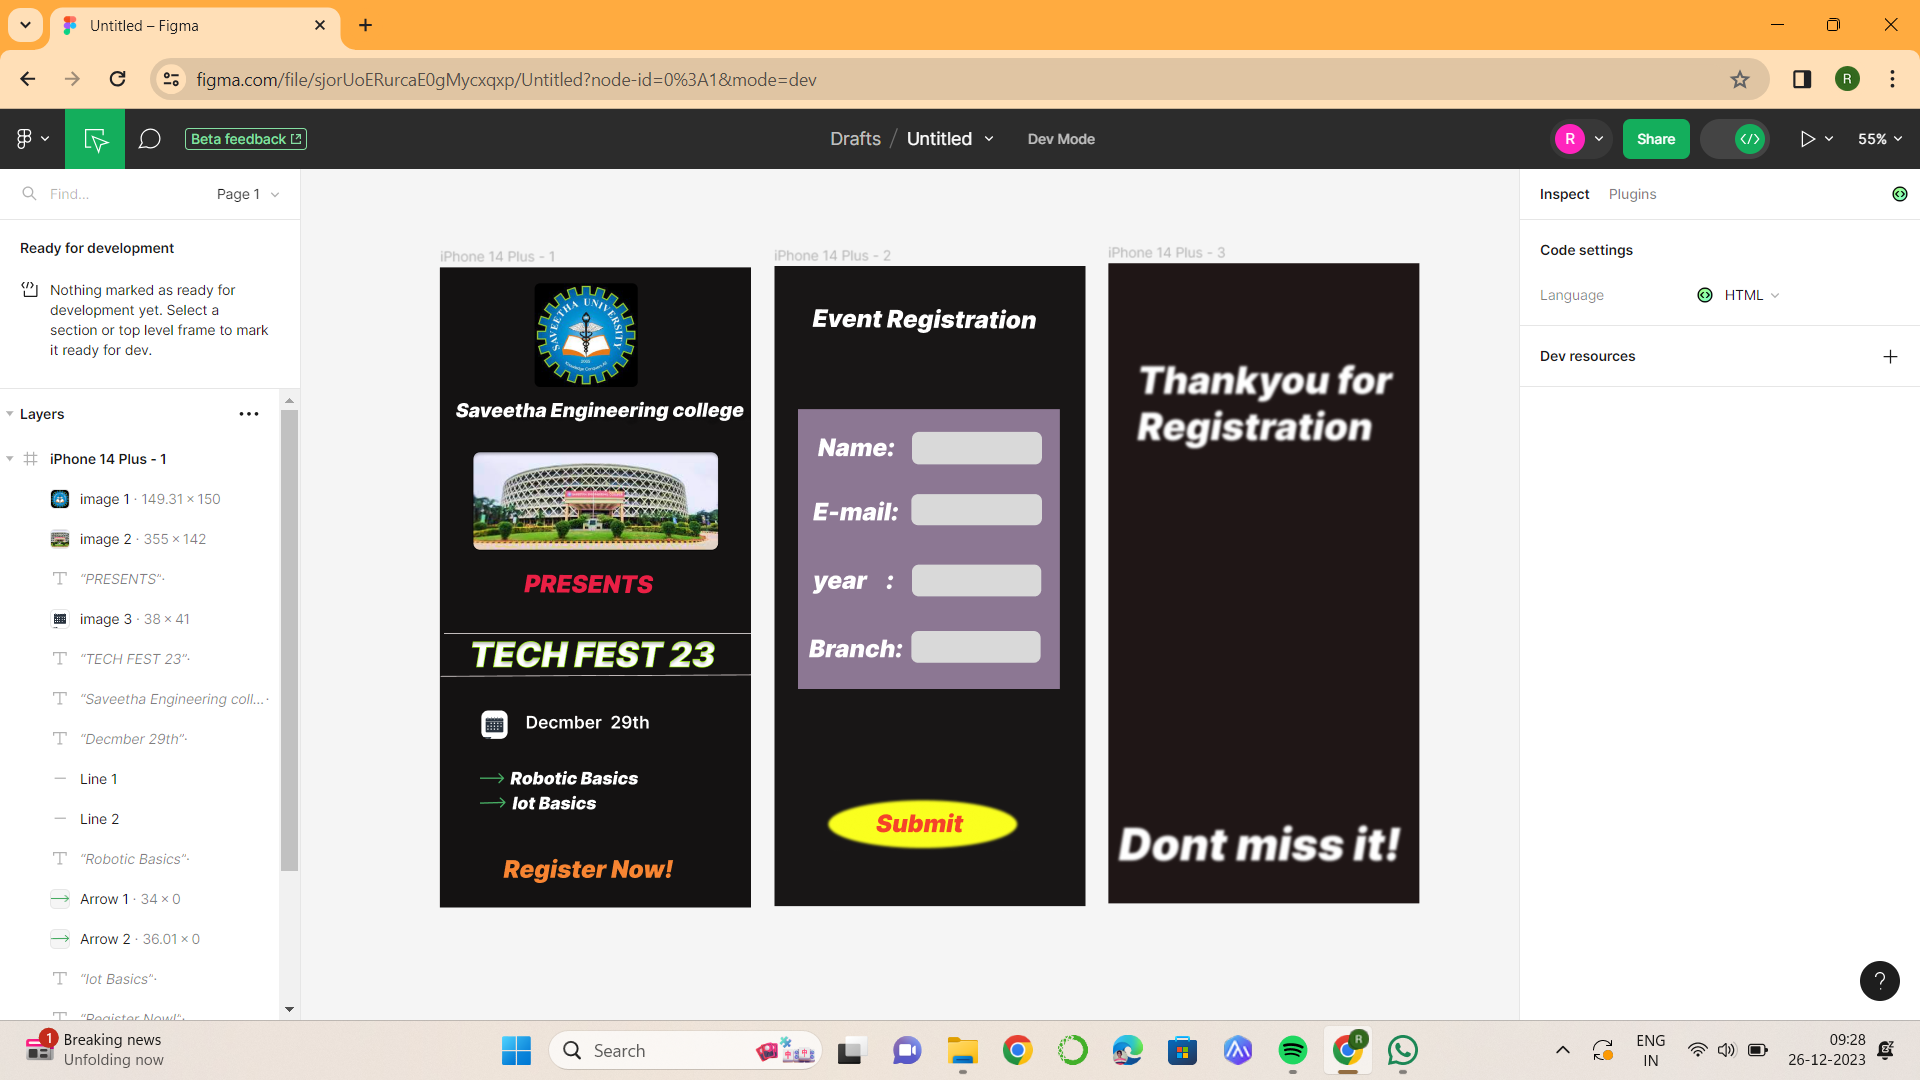 Untitled – Figma
figma.com/file/sjorUoERurcaE0gMycxqxp/Untitled?node-id=0%3A1&mode=dev
R
Beta feedback
Drafts / Untitled
Dev Mode
R
Share
55%
Find...
Page 1
Ready for development
Nothing marked as ready for
development yet. Select a
section or top level frame to mark
it ready for dev.
Layers
iPhone 14 Plus - 1
image 1 · 149.31 × 150
image 2 · 355 × 142
"PRESENTS"·
image 3 · 38 × 41
"TECH FEST 23"·
"Saveetha Engineering coll...·
"Decmber 29th"·
Line 1
Line 2
"Robotic Basics"·
Arrow 1 · 34 × 0
Arrow 2 · 36.01 × 0
"Iot Basics"·
"Register Now!"·
iPhone 14 Plus - 1
SAVEETHA UNIVERSITY
Saveetha Engineering college
PRESENTS
TECH FEST 23
Decmber 29th
Robotic Basics
Iot Basics
Register Now!
iPhone 14 Plus - 2
Event Registration
Name:
E-mail:
year :
Branch:
Submit
iPhone 14 Plus - 3
Thankyou for
Registration
Dont miss it!
Inspect
Plugins
Code settings
Language
HTML
Dev resources
?
1
Breaking news
Unfolding now
Search
R
ENG
IN
09:28
26-12-2023